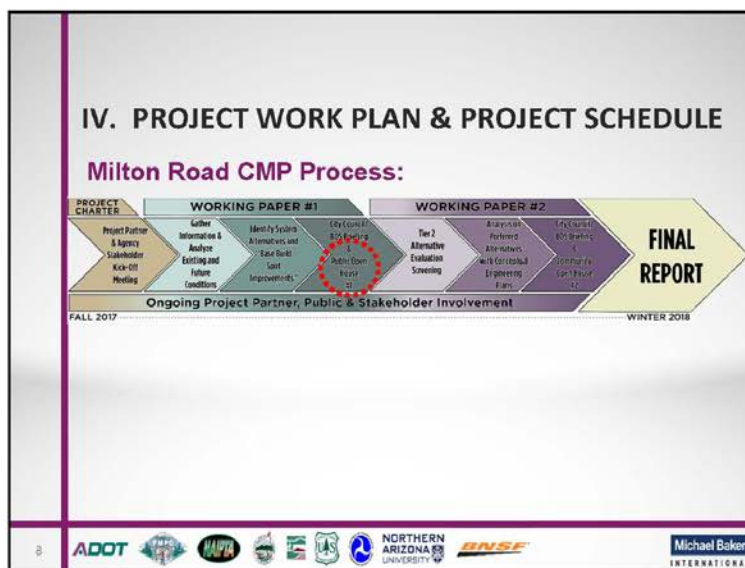 IV. PROJECT WORK PLAN & PROJECT SCHEDULE
Milton Road CMP Process:
PROJECT
CHARTER
WORKING PAPER #1
WORKING PAPER #2
Project Partner
& Agency
Stakeholder
Kick-Off
Meeting
Gather
Information &
Analyze
Existing and
Future
Conditions
Identify System
Alternatives and
"Base Build
Spot
Improvements."
City Council/
BOS Briefing
&
Public Open
House
#1
Tier 2
Alternative
Evaluation
Screening
Analysis on
Preferred
Alternatives
with Conceptual
Engineering
Plans
City Council/
BOS Briefing
&
Community
Open House
#2
FINAL
REPORT
Ongoing Project Partner, Public & Stakeholder Involvement
FALL 2017
WINTER 2018
8
ADOT
FMPO
NAIPTA
UAS
NORTHERN
ARIZONA
UNIVERSITY
BNSF
Michael Baker
INTERNATIONAL